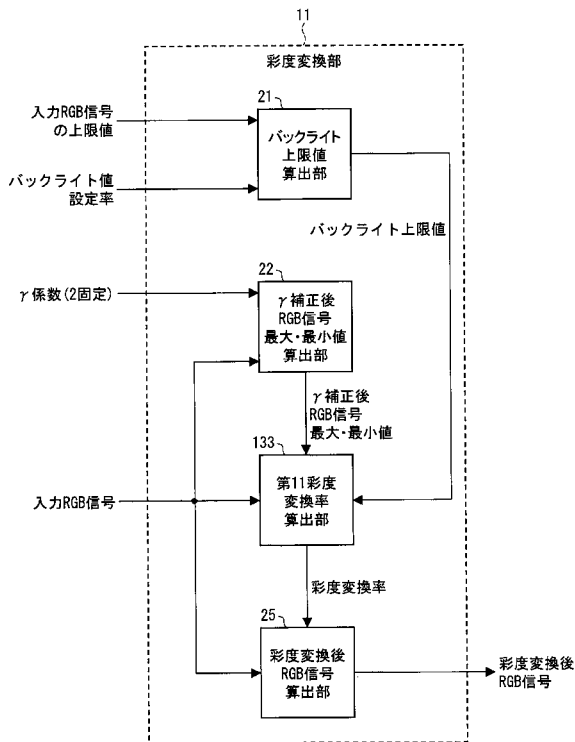 11
彩度変換部
21
入力RGB信号
の上限値
バックライト
上限値
算出部
バックライト値
設定率
バックライト上限値
22
γ係数(2固定)
γ補正後
RGB信号
最大・最小値
算出部
γ補正後
RGB信号
最大・最小値
133
入力RGB信号
第11彩度
変換率
算出部
彩度変換率
25
彩度変換後
RGB信号
算出部
彩度変換後
RGB信号